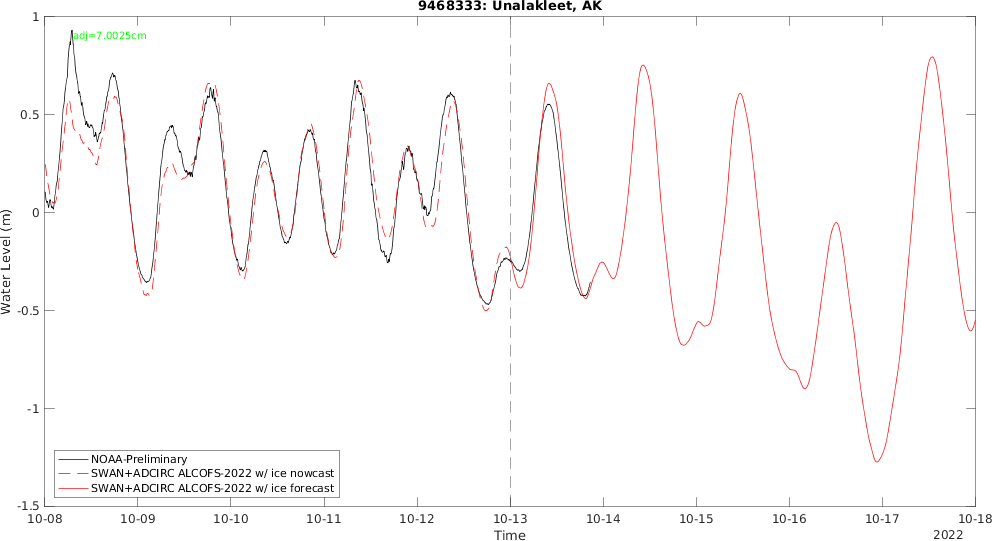 9468333: Unalakleet, AK
adj=7.0025cm
1
0.5
0
-0.5
-1
-1.5
Water Level (m)
NOAA-Preliminary
SWAN+ADCIRC ALCOFS-2022 w/ ice nowcast
SWAN+ADCIRC ALCOFS-2022 w/ ice forecast
10-08 10-09 10-10 10-11 10-12 10-13 10-14 10-15 10-16 10-17 10-18
Time
2022